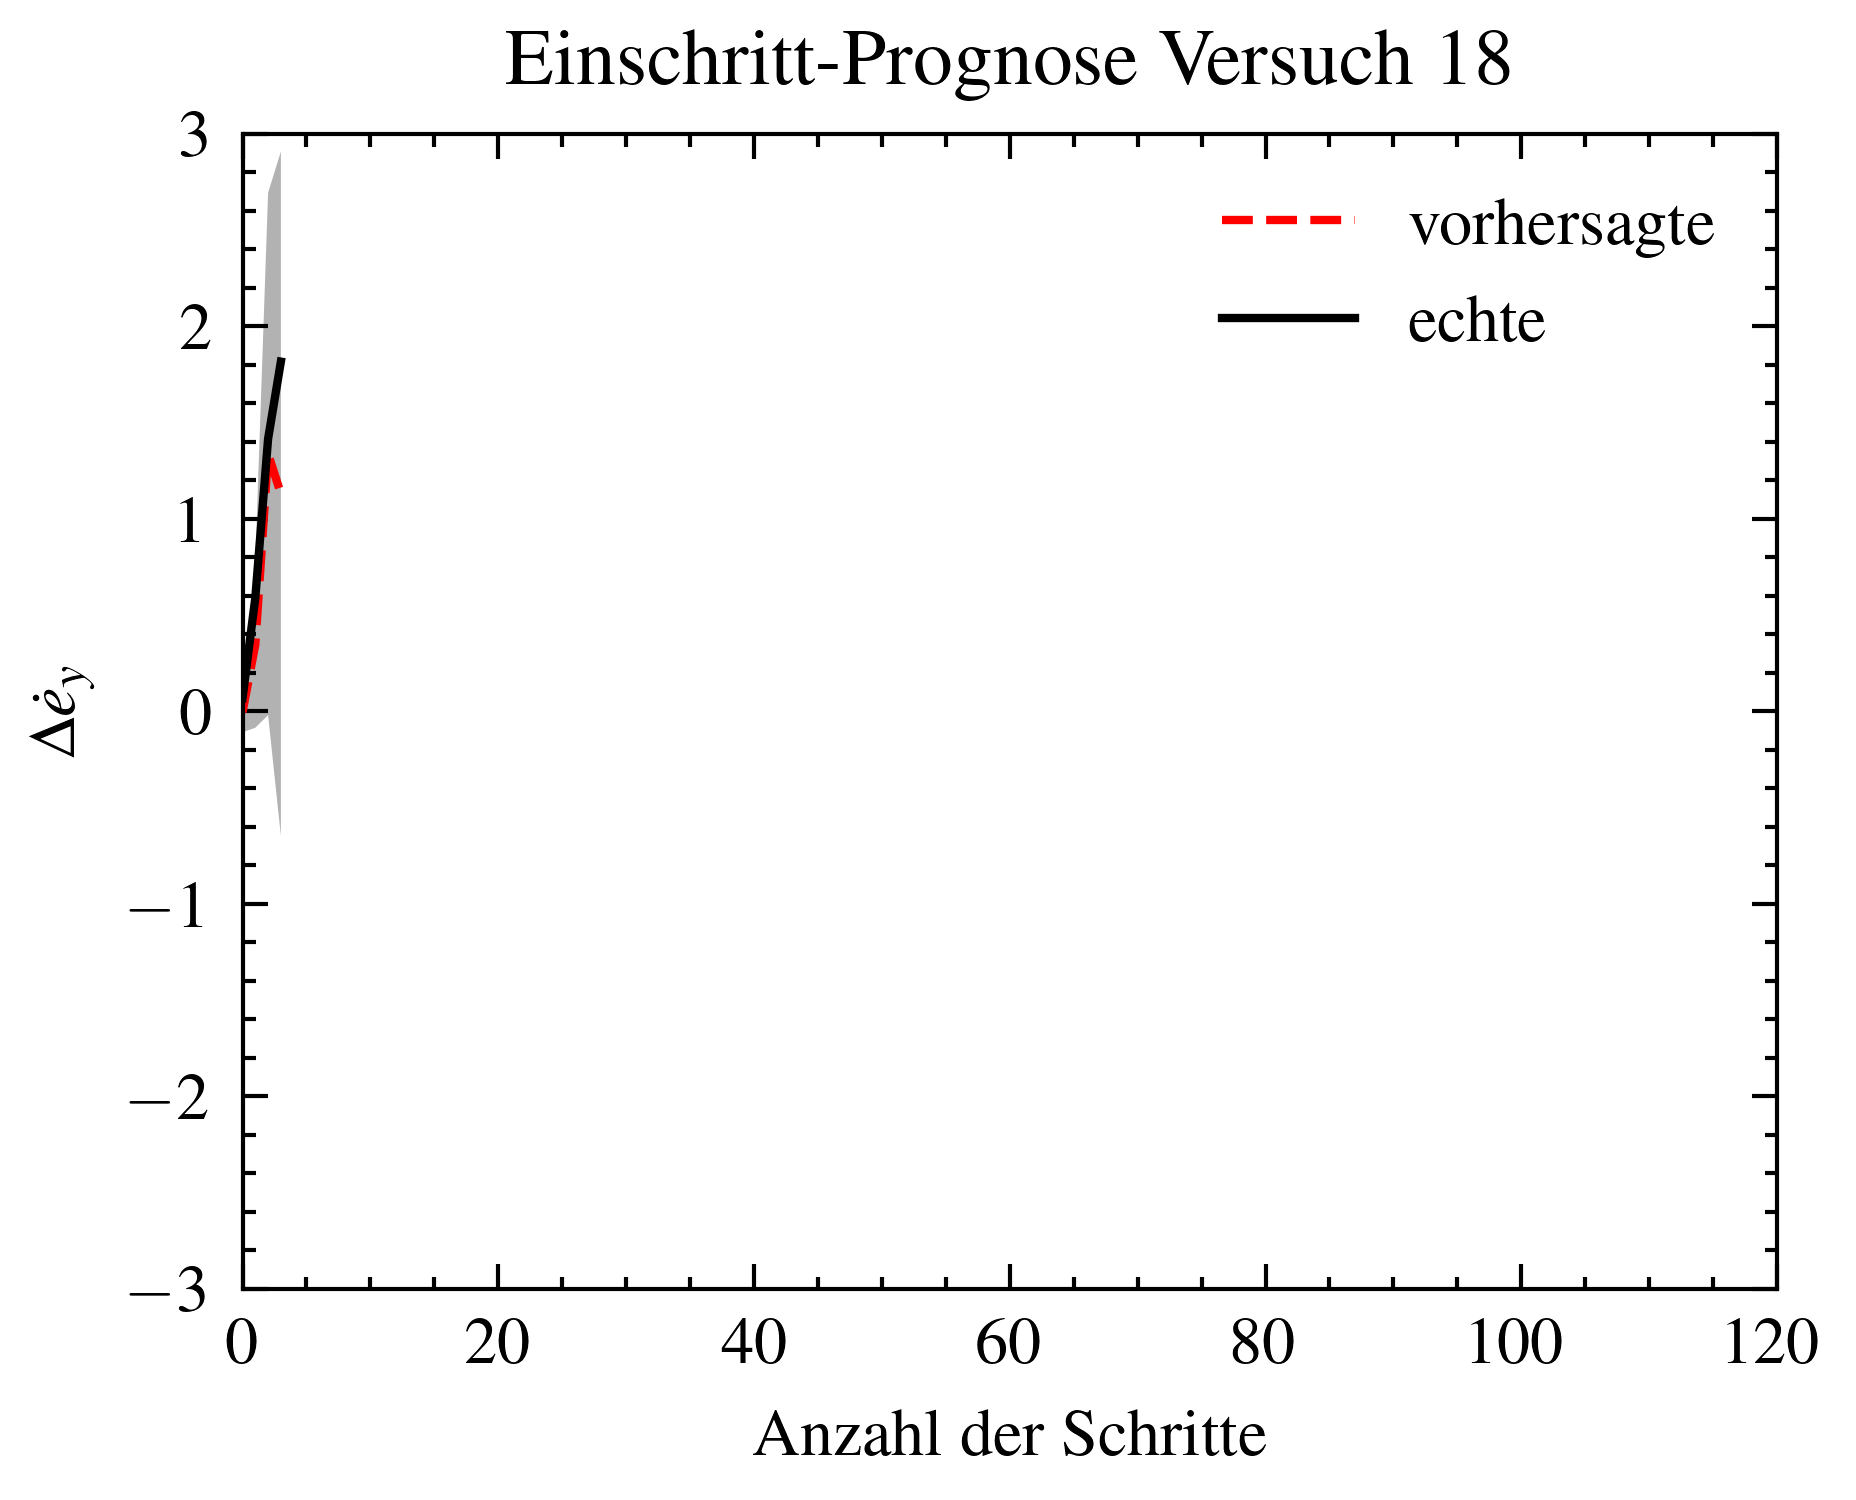 Einschritt-Prognose Versuch 18
3
2
1
0
−1
−2
−3
Δė_y
vorhersagte
echte
0 20 40 60 80 100 120
Anzahl der Schritte